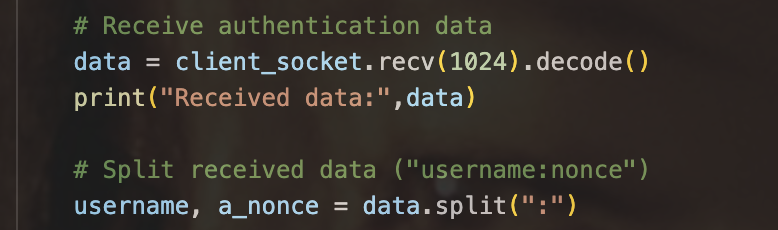 # Receive authentication data
data = client_socket.recv(1024).decode()
print("Received data:",data)
# Split received data ("username:nonce")
username, a_nonce = data.split(":")